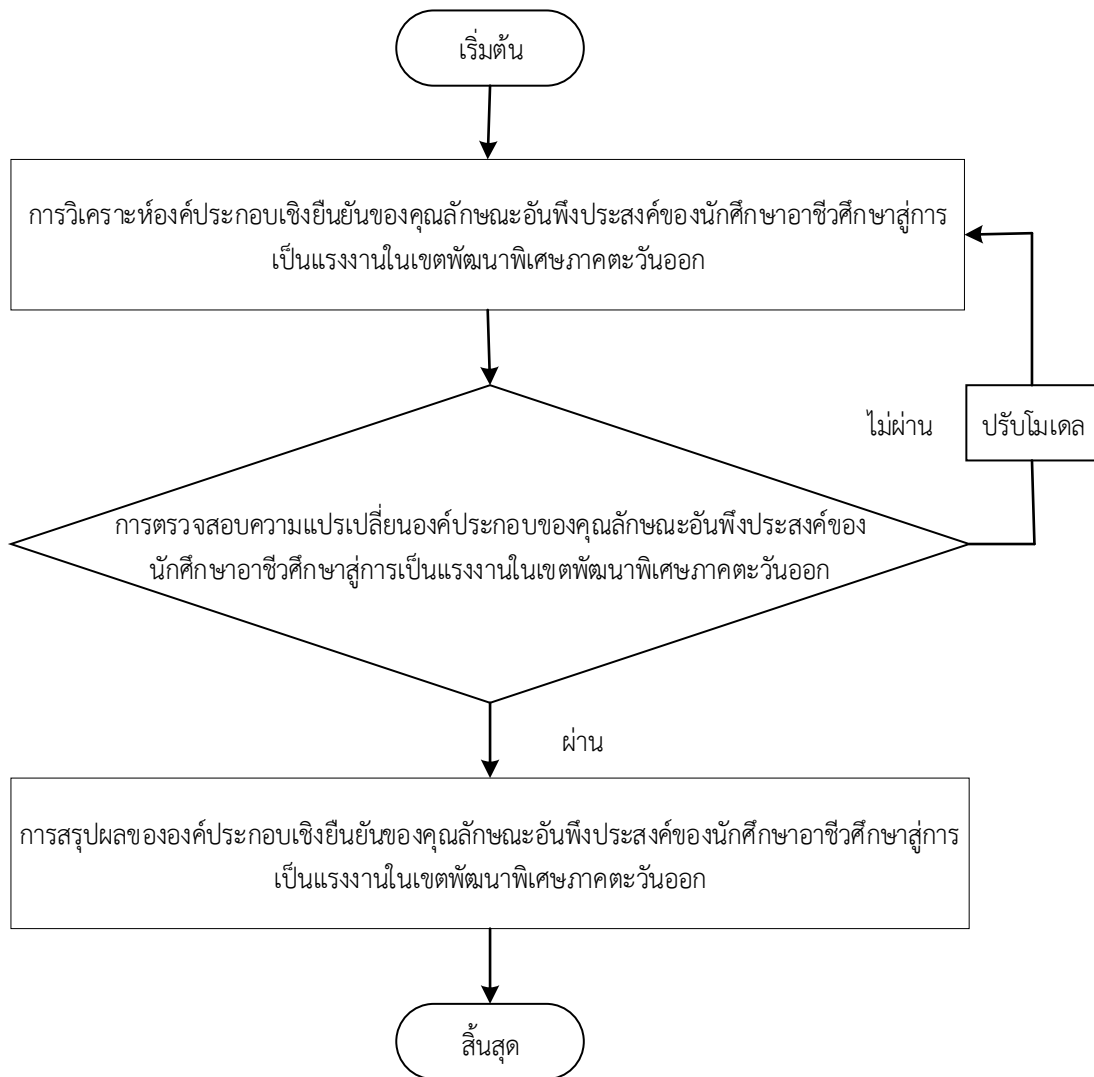 เริ่มต้น
การวิเคราะห์องค์ประกอบเชิงยืนยันของคุณลักษณะอันพึงประสงค์ของนักศึกษาอาชีวศึกษาสู่การ
เป็นแรงงานในเขตพัฒนาพิเศษภาคตะวันออก
ไม่ผ่าน
ปรับโมเดล
การตรวจสอบความแปรเปลี่ยนองค์ประกอบของคุณลักษณะอันพึงประสงค์ของ
นักศึกษาอาชีวศึกษาสู่การเป็นแรงงานในเขตพัฒนาพิเศษภาคตะวันออก
ผ่าน
การสรุปผลขององค์ประกอบเชิงยืนยันของคุณลักษณะอันพึงประสงค์ของนักศึกษาอาชีวศึกษาสู่การ
เป็นแรงงานในเขตพัฒนาพิเศษภาคตะวันออก
สิ้นสุด